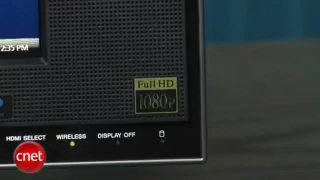 2:35 PM
Full HD
1080p
HDMI SELECT WIRELESS DISPLAY OFF
cnet